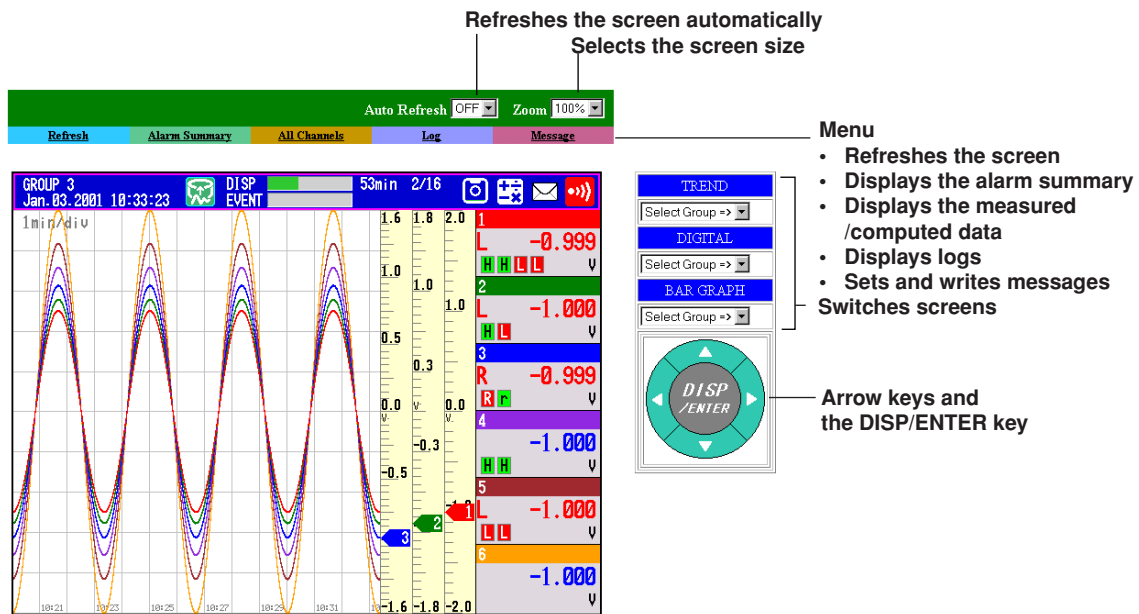 Refreshes the screen automatically
Selects the screen size
Auto Refresh OFF Zoom 100%
Refresh Alarm Summary All Channels Log Message
Menu
• Refreshes the screen
• Displays the alarm summary
• Displays the measured
/computed data
• Displays logs
• Sets and writes messages
Switches screens
GROUP 3
Jan.03.2001 10:33:23
DISP
EVENT
53min 2/16
1min/div
1.6 1.8 2.0
1.0
1.0
1.0
0.5
0.3
0.0 V 0.0
V V
-0.3
-0.5
3
2
1
-1.6 -1.8 -2.0
10:21 10:23 10:25 10:27 10:29 10:31
1
L -0.999
H H L L V
2
L -1.000
H L V
3
R -0.999
R r V
4
-1.000
H H V
5
L -1.000
L L V
6
-1.000
V
TREND
Select Group =>
DIGITAL
Select Group =>
BAR GRAPH
Select Group =>
DISP
/ENTER
Arrow keys and
the DISP/ENTER key